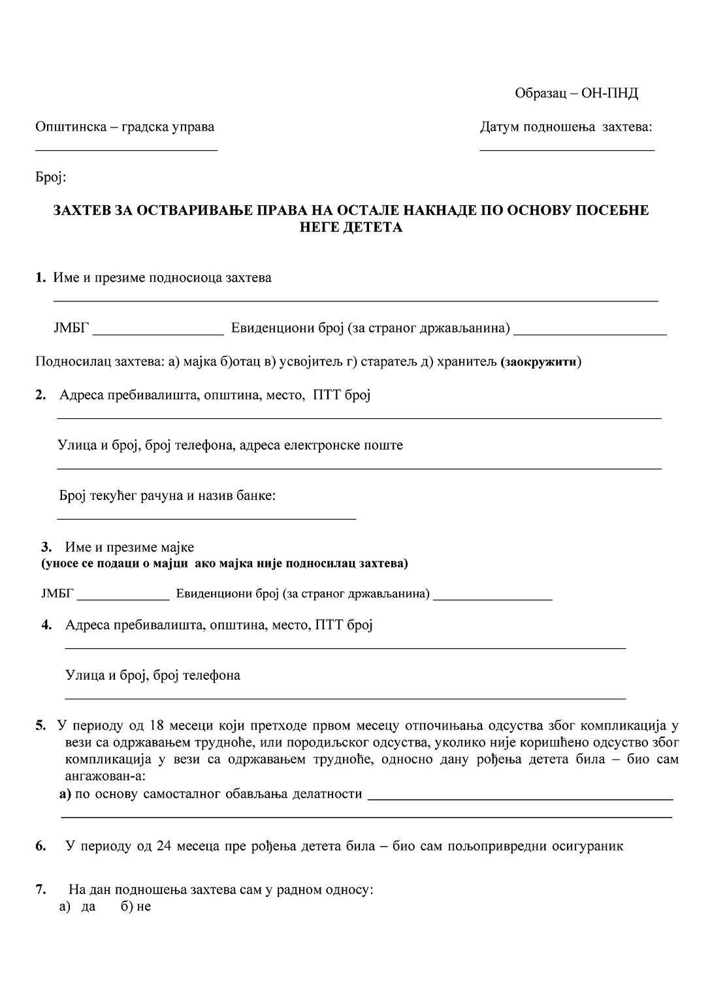 Образац – ОН-ПНД
Општинска – градска управа Датум подношења захтева:
Број:
ЗАХТЕВ ЗА ОСТВАРИВАЊЕ ПРАВА НА ОСТАЛЕ НАКНАДЕ ПО ОСНОВУ ПОСЕБНЕ
НЕГЕ ДЕТЕТА
1. Име и презиме подносиоца захтева
ЈМБГ ____________ Евиденциони број (за страног држављанина) ____________
Подносилац захтева: а) мајка б)отац в) усвојитељ г) старатељ д) хранитељ (заокружити)
2. Адреса пребивалишта, општина, место, ПТТ број
Улица и број, број телефона, адреса електронске поште
Број текућег рачуна и назив банке:
3. Име и презиме мајке
(уносе се подаци о мајци ако мајка није подносилац захтева)
ЈМБГ ____________ Евиденциони број (за страног држављанина) ____________
4. Адреса пребивалишта, општина, место, ПТТ број
Улица и број, број телефона
5. У периоду од 18 месеци који претходе првом месецу отпочињања одсуства због компликација у
вези са одржавањем трудноће, или породиљског одсуства, уколико није коришћено одсуство због
компликација у вези са одржавањем трудноће, односно дану рођења детета била – био сам
ангажован-а:
а) по основу самосталног обављања делатности ____________
6. У периоду од 24 месеца пре рођења детета била – био сам пољопривредни осигураник
7. На дан подношења захтева сам у радном односу:
а) да б) не